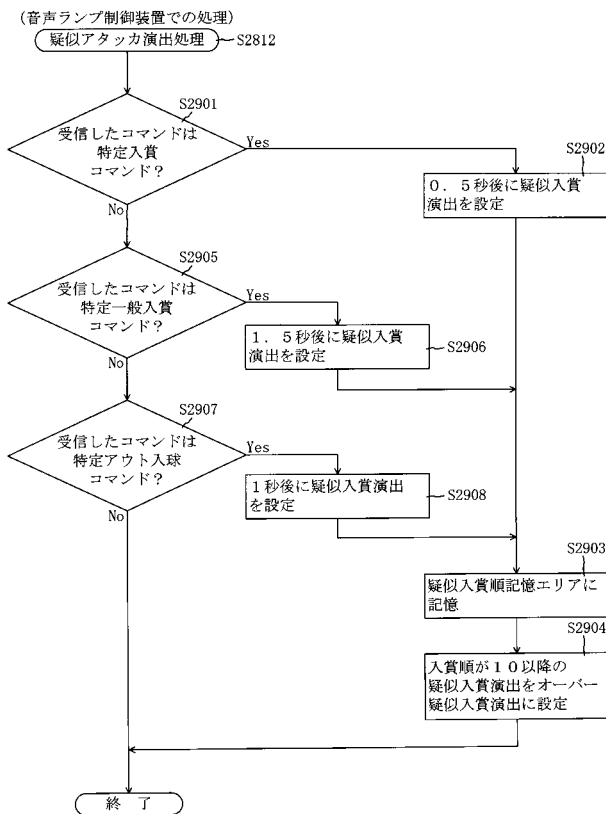 (音声ランプ制御装置での処理)
疑似アタッカ演出処理
S2812
S2901
受信したコマンドは
特定入賞
コマンド?
Yes
No
S2902
0.5秒後に疑似入賞
演出を設定
S2905
受信したコマンドは
特定一般入賞
コマンド?
Yes
No
1.5秒後に疑似入賞
演出を設定
S2906
S2907
受信したコマンドは
特定アウト入球
コマンド?
Yes
No
1秒後に疑似入賞演出
を設定
S2908
S2903
疑似入賞順記憶エリアに
記憶
S2904
入賞順が10以降の
疑似入賞演出をオーバー
疑似入賞演出に設定
終 了